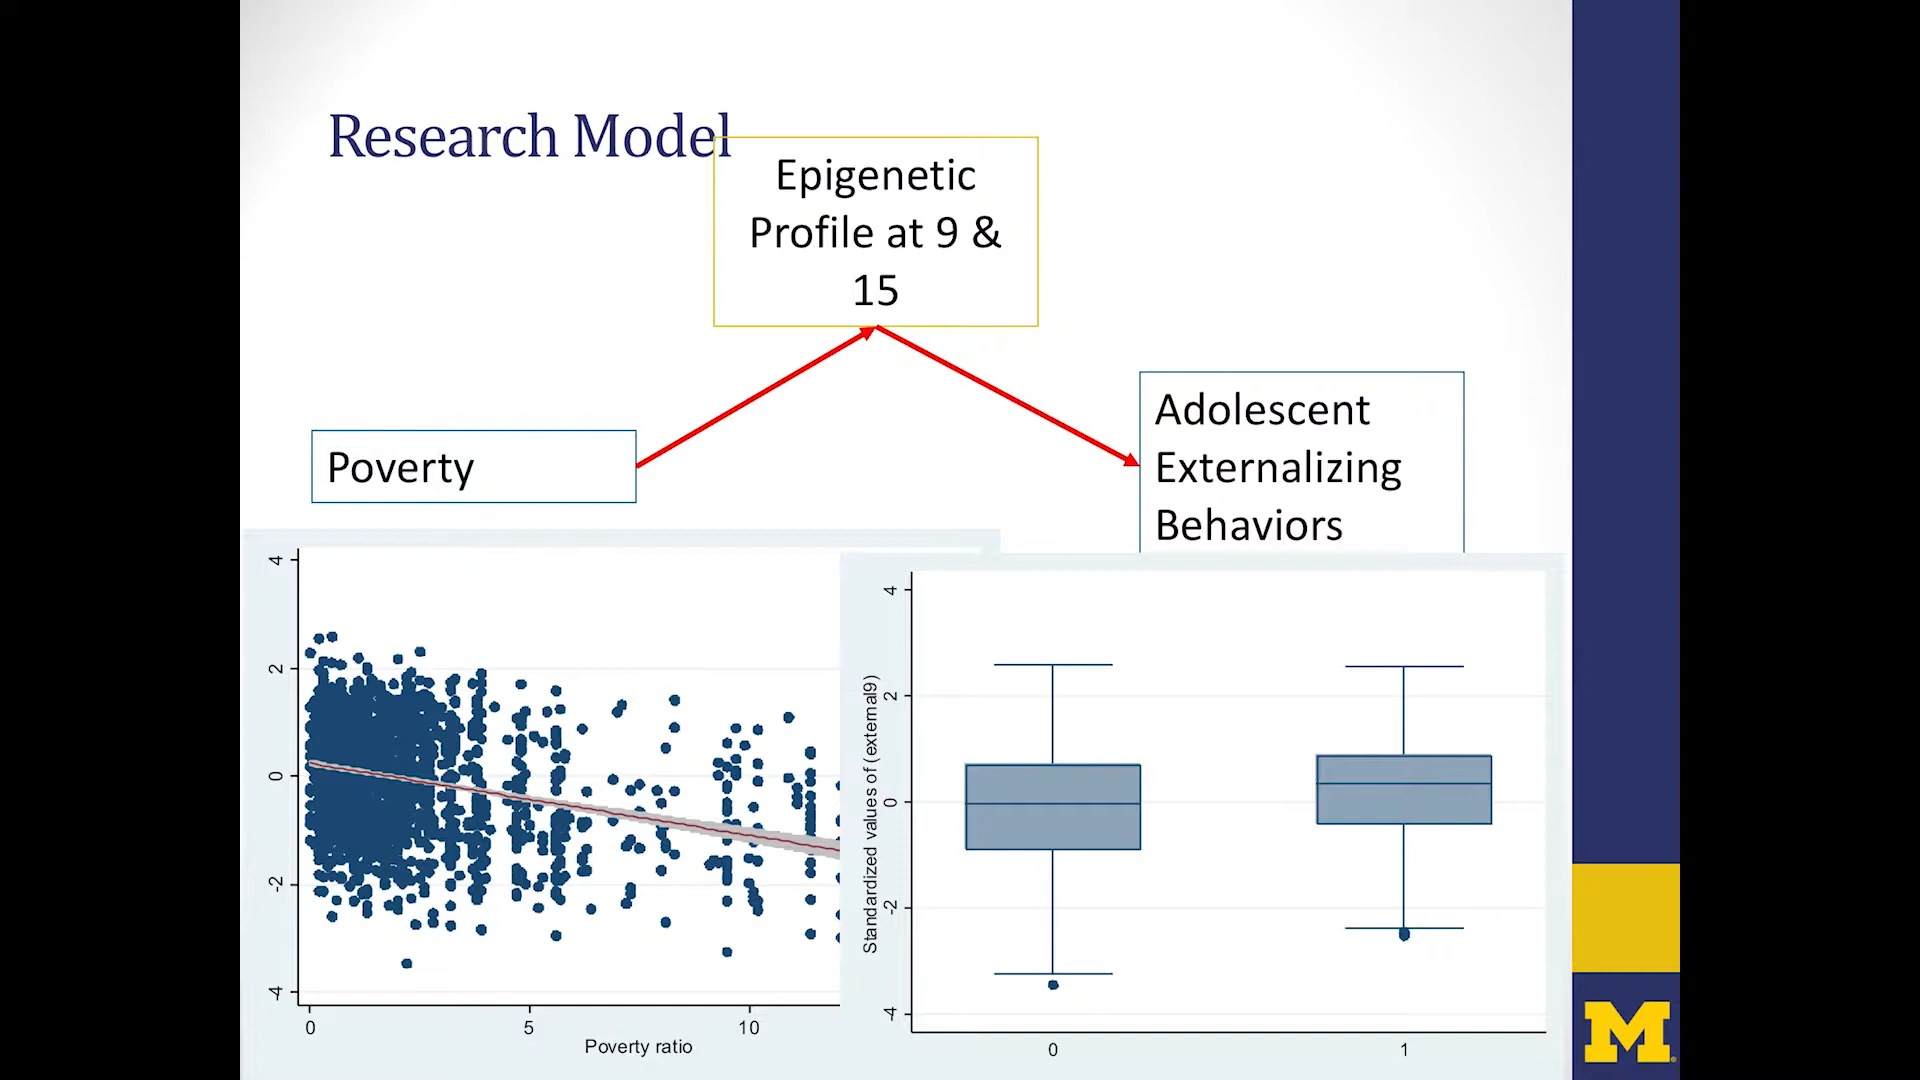 Research Model
Epigenetic
Profile at 9 &
15
Poverty
Adolescent
Externalizing
Behaviors
4
2
0
-2
-4
0 5 10
Poverty ratio
Standardized values of (external9)
4
2
0
-2
-4
0 1
M